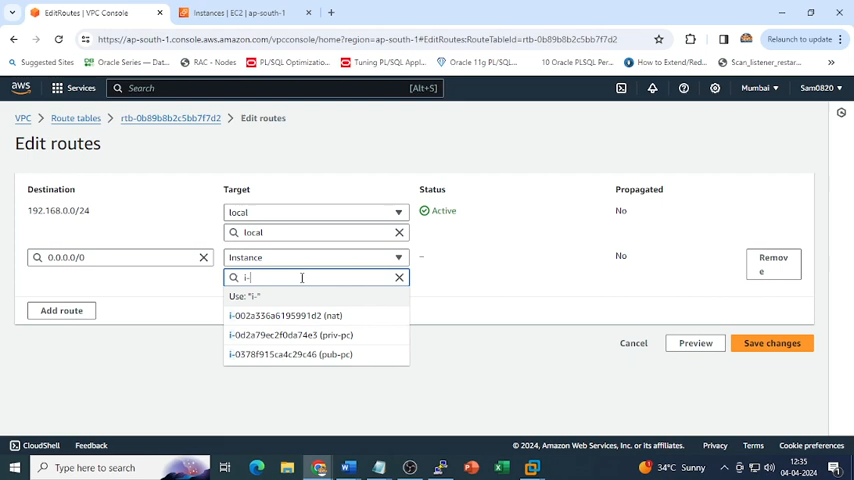 EditRoutes | VPC Console
Instances | EC2 | ap-south-1
https://ap-south-1.console.aws.amazon.com/vpcconsole/home?region=ap-south-1#EditRoutes:RouteTableId=rtb-0b89b8b2c5bb7f7d2
Relaunch to update
Suggested Sites
Oracle Series — Dat...
RAC - Nodes
PL/SQL Optimizatio...
Tuning PL/SQL Appl...
Oracle 11g PL/SQL...
10 Oracle PL/SQL...
How to Extend/Red...
Scan_listener_restar...
aws
Services
Search
[Alt+S]
Mumbai
Sam0820
VPC
Route tables
rtb-0b89b8b2c5bb7f7d2
Edit routes
Edit routes
Destination
Target
Status
Propagated
192.168.0.0/24
local
Active
No
local
0.0.0.0/0
Instance
–
No
Remov
e
i-
Use: "i-"
i-002a336a6195991d2 (nat)
i-0d2a79ec2f0da74e3 (priv-pc)
i-0378f915ca4c29c46 (pub-pc)
Add route
Cancel
Preview
Save changes
CloudShell
Feedback
© 2024, Amazon Web Services, Inc. or its affiliates.
Privacy
Terms
Cookie preferences
Type here to search
34°C Sunny
12:35
04-04-2024